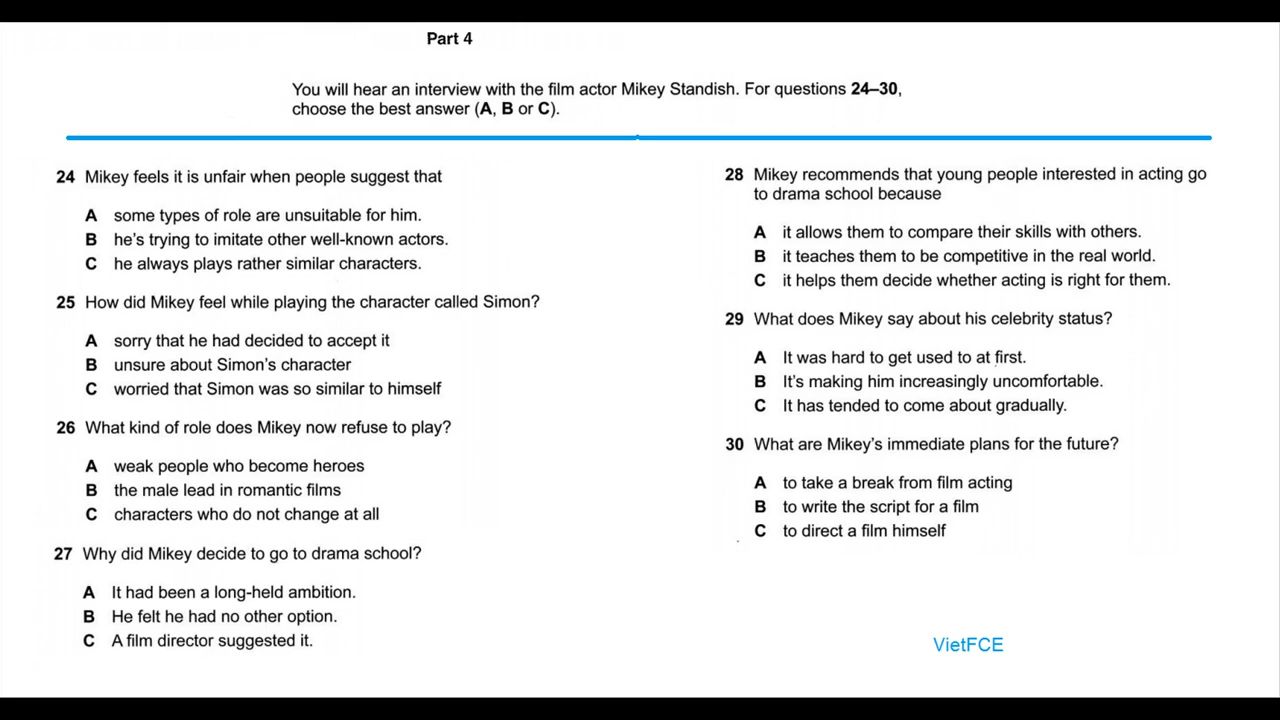 Part 4
You will hear an interview with the film actor Mikey Standish. For questions 24–30,
choose the best answer (A, B or C).
24 Mikey feels it is unfair when people suggest that
A some types of role are unsuitable for him.
B he's trying to imitate other well-known actors.
C he always plays rather similar characters.
25 How did Mikey feel while playing the character called Simon?
A sorry that he had decided to accept it
B unsure about Simon's character
C worried that Simon was so similar to himself
26 What kind of role does Mikey now refuse to play?
A weak people who become heroes
B the male lead in romantic films
C characters who do not change at all
27 Why did Mikey decide to go to drama school?
A It had been a long-held ambition.
B He felt he had no other option.
C A film director suggested it.
28 Mikey recommends that young people interested in acting go
to drama school because
A it allows them to compare their skills with others.
B it teaches them to be competitive in the real world.
C it helps them decide whether acting is right for them.
29 What does Mikey say about his celebrity status?
A It was hard to get used to at first.
B It's making him increasingly uncomfortable.
C It has tended to come about gradually.
30 What are Mikey's immediate plans for the future?
A to take a break from film acting
B to write the script for a film
C to direct a film himself
VietFCE